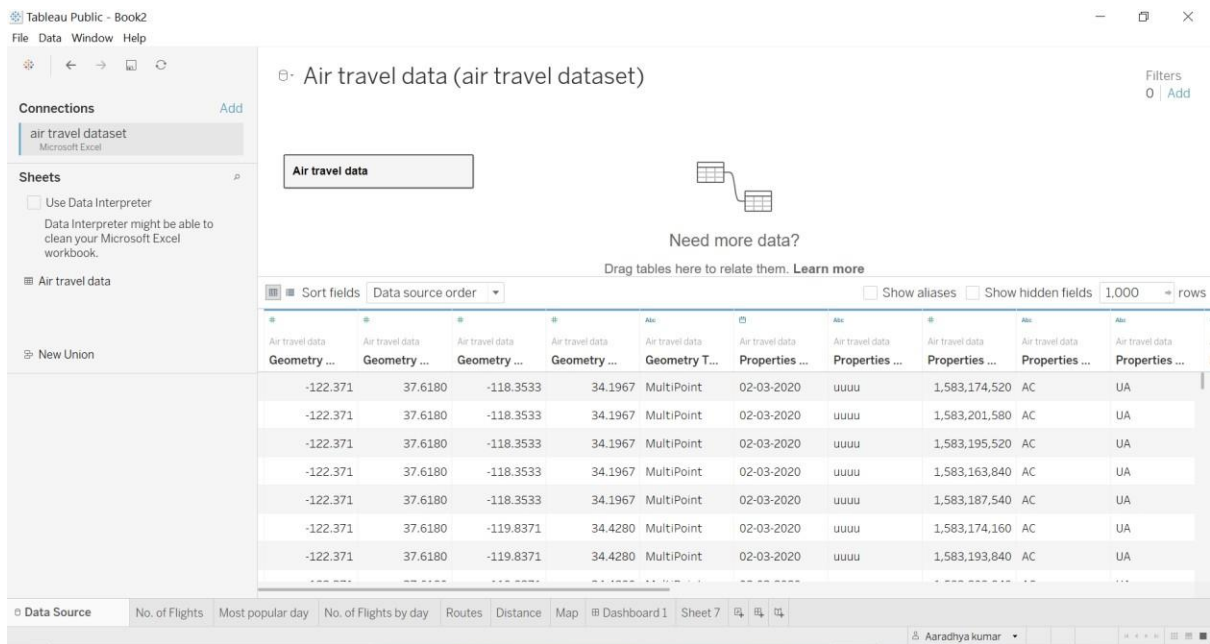 Tableau Public - Book2
File Data Window Help
Connections Add
air travel dataset
Microsoft Excel
Sheets
Use Data Interpreter
Data Interpreter might be able to
clean your Microsoft Excel
workbook.
Air travel data
New Union
Air travel data (air travel dataset)
Filters
0 Add
Air travel data
Need more data?
Drag tables here to relate them. Learn more
Sort fields Data source order Show aliases Show hidden fields 1,000 rows
# # # # Abc Abc # Abc Abc
Air travel data Air travel data Air travel data Air travel data Air travel data Air travel data Air travel data Air travel data Air travel data Air travel data
Geometry ... Geometry ... Geometry ... Geometry ... Geometry T... Properties ... Properties ... Properties ... Properties ... Properties ...
-122.371 37.6180 -118.3533 34.1967 MultiPoint 02-03-2020 uuuu 1,583,174,520 AC UA
-122.371 37.6180 -118.3533 34.1967 MultiPoint 02-03-2020 uuuu 1,583,201,580 AC UA
-122.371 37.6180 -118.3533 34.1967 MultiPoint 02-03-2020 uuuu 1,583,195,520 AC UA
-122.371 37.6180 -118.3533 34.1967 MultiPoint 02-03-2020 uuuu 1,583,163,840 AC UA
-122.371 37.6180 -118.3533 34.1967 MultiPoint 02-03-2020 uuuu 1,583,187,540 AC UA
-122.371 37.6180 -119.8371 34.4280 MultiPoint 02-03-2020 uuuu 1,583,174,160 AC UA
-122.371 37.6180 -119.8371 34.4280 MultiPoint 02-03-2020 uuuu 1,583,193,840 AC UA
Data Source No. of Flights Most popular day No. of Flights by day Routes Distance Map Dashboard 1 Sheet 7
Aaradhya kumar